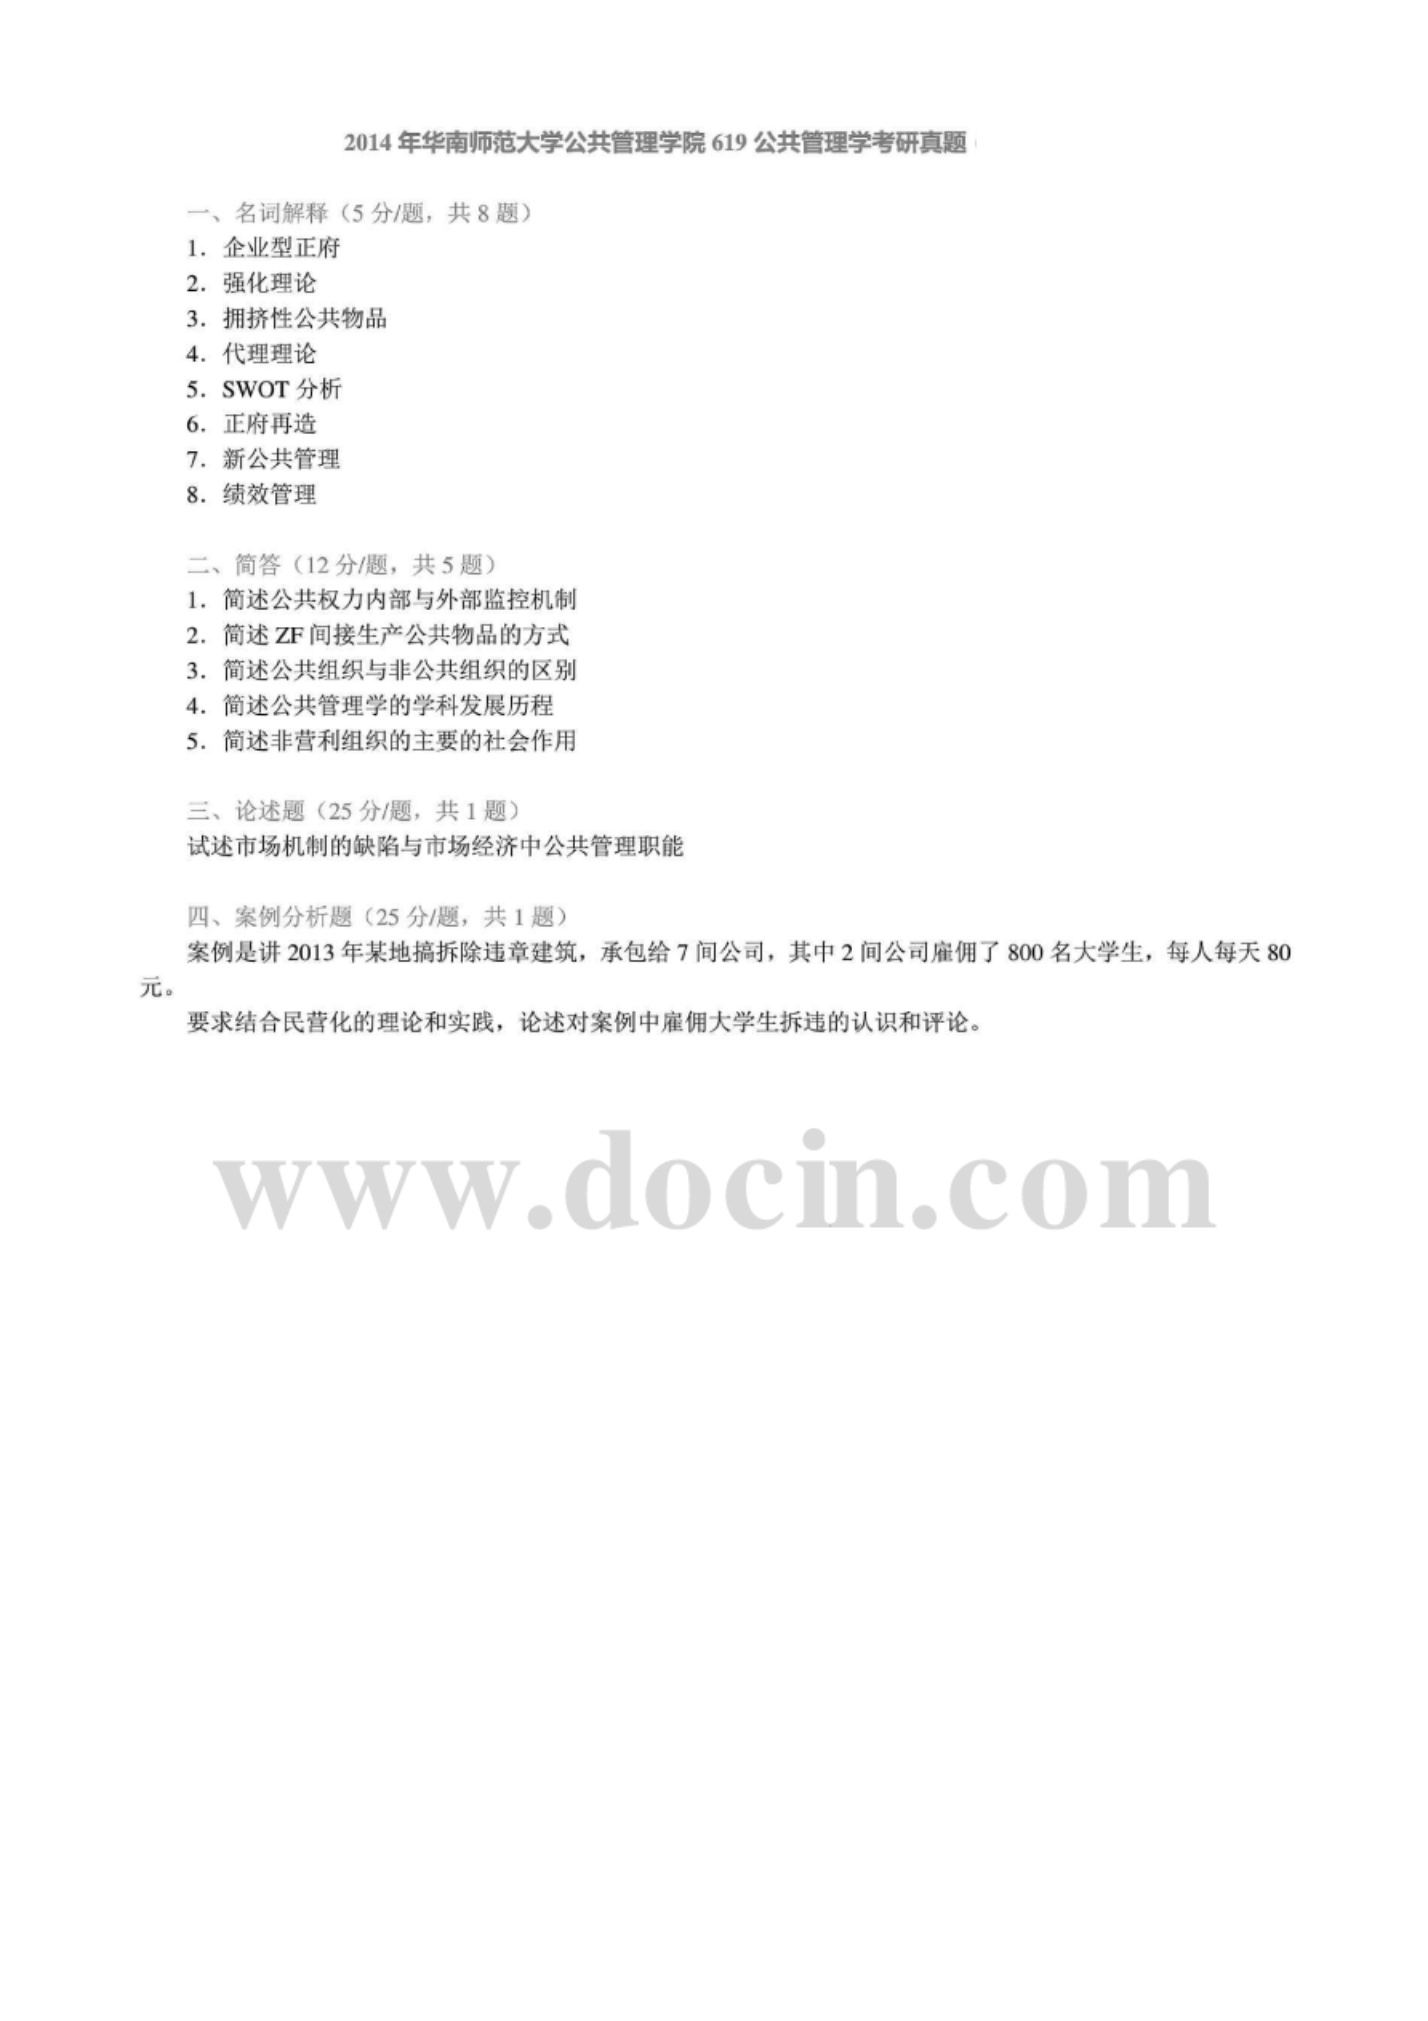 2014 年华南师范大学公共管理学院 619 公共管理学考研真题
一、名词解释（5 分/题，共 8 题）
1．企业型正府
2．强化理论
3．拥挤性公共物品
4．代理理论
5．SWOT 分析
6．正府再造
7．新公共管理
8．绩效管理
二、简答（12 分/题，共 5 题）
1．简述公共权力内部与外部监控机制
2．简述 ZF 间接生产公共物品的方式
3．简述公共组织与非公共组织的区别
4．简述公共管理学的学科发展历程
5．简述非营利组织的主要的社会作用
三、论述题（25 分/题，共 1 题）
试述市场机制的缺陷与市场经济中公共管理职能
四、案例分析题（25 分/题，共 1 题）
案例是讲 2013 年某地搞拆除违章建筑，承包给 7 间公司，其中 2 间公司雇佣了 800 名大学生，每人每天 80
元。
要求结合民营化的理论和实践，论述对案例中雇佣大学生拆违的认识和评论。
www.docin.com